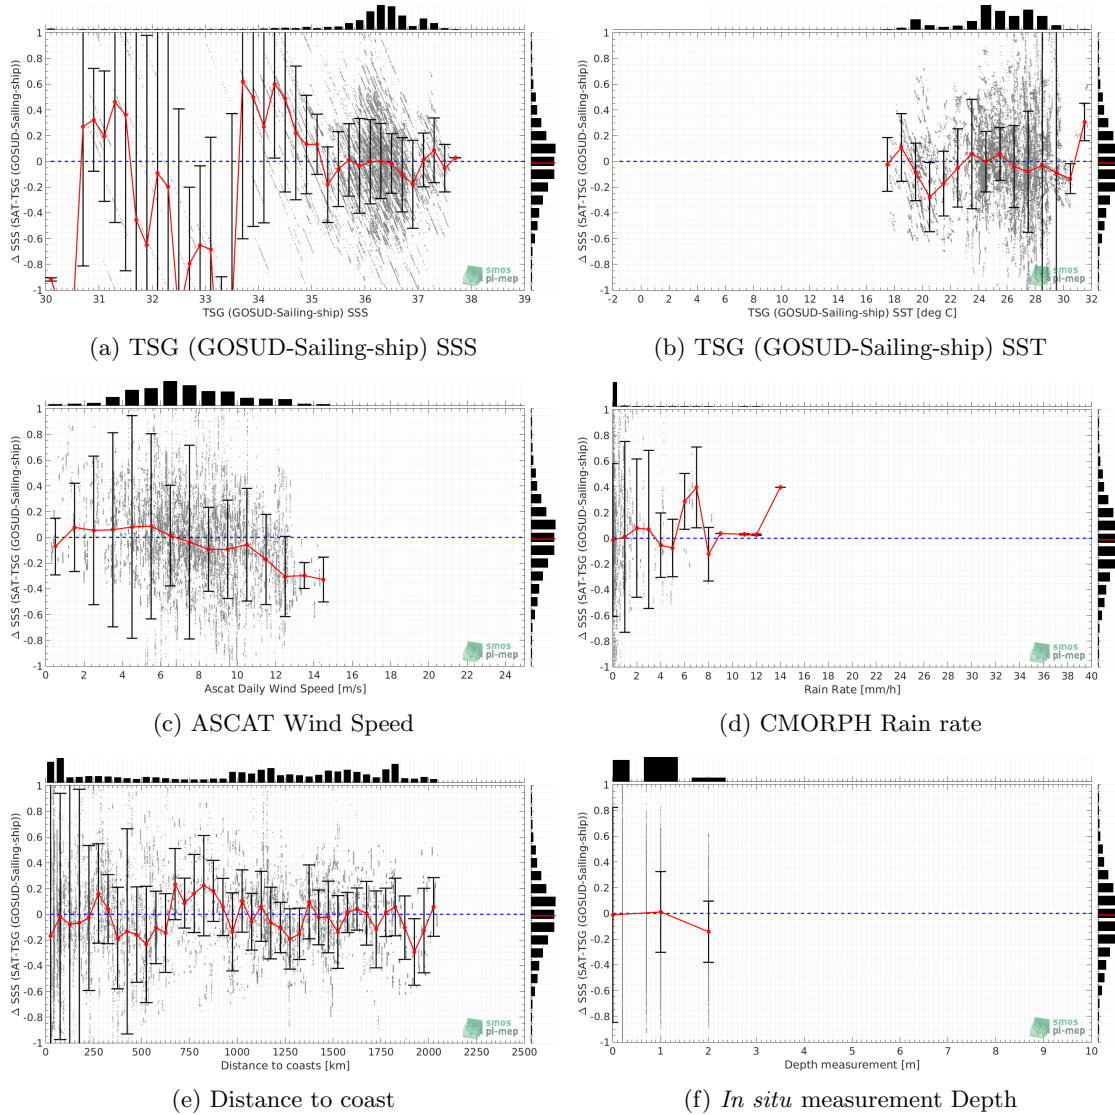 1
0.8
0.6
0.4
0.2
0
-0.2
-0.4
-0.6
-0.8
-1
Δ SSS (SAT-TSG (GOSUD-Sailing-ship))
30 31 32 33 34 35 36 37 38 39
TSG (GOSUD-Sailing-ship) SSS
smos
pi-mep
(a) TSG (GOSUD-Sailing-ship) SSS
1
0.8
0.6
0.4
0.2
0
-0.2
-0.4
-0.6
-0.8
-1
Δ SSS (SAT-TSG (GOSUD-Sailing-ship))
-2 0 2 4 6 8 10 12 14 16 18 20 22 24 26 28 30 32
TSG (GOSUD-Sailing-ship) SST [deg C]
smos
pi-mep
(b) TSG (GOSUD-Sailing-ship) SST
1
0.8
0.6
0.4
0.2
0
-0.2
-0.4
-0.6
-0.8
-1
Δ SSS (SAT-TSG (GOSUD-Sailing-ship))
0 2 4 6 8 10 12 14 16 18 20 22 24
Ascat Daily Wind Speed [m/s]
smos
pi-mep
(c) ASCAT Wind Speed
1
0.8
0.6
0.4
0.2
0
-0.2
-0.4
-0.6
-0.8
-1
Δ SSS (SAT-TSG (GOSUD-Sailing-ship))
0 2 4 6 8 10 12 14 16 18 20 22 24 26 28 30 32 34 36 38 40
Rain Rate [mm/h]
smos
pi-mep
(d) CMORPH Rain rate
1
0.8
0.6
0.4
0.2
0
-0.2
-0.4
-0.6
-0.8
-1
Δ SSS (SAT-TSG (GOSUD-Sailing-ship))
0 250 500 750 1000 1250 1500 1750 2000 2250 2500
Distance to coasts [km]
smos
pi-mep
(e) Distance to coast
1
0.8
0.6
0.4
0.2
0
-0.2
-0.4
-0.6
-0.8
-1
Δ SSS (SAT-TSG (GOSUD-Sailing-ship))
0 1 2 3 4 5 6 7 8 9 10
Depth measurement [m]
smos
pi-mep
(f) In situ measurement Depth